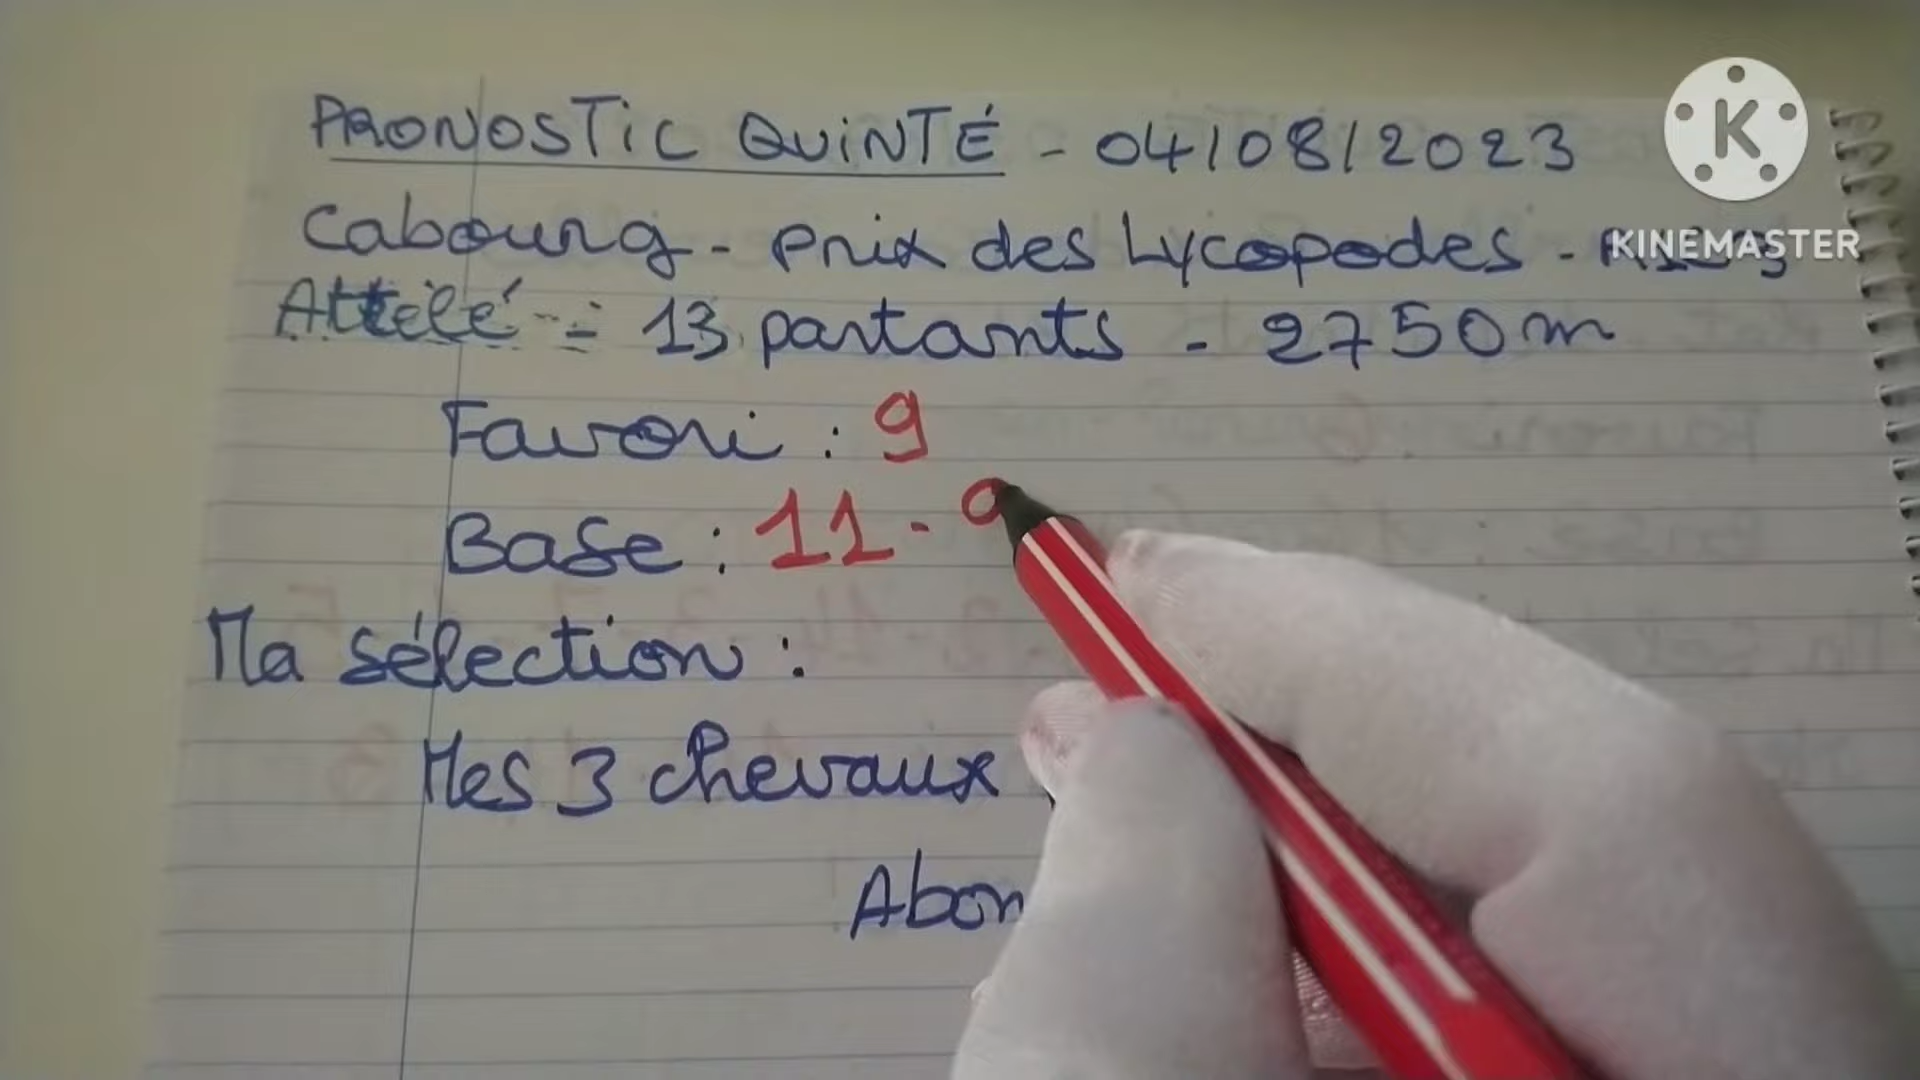 PRONOSTIC QUINTÉ - 04/08/2023
Cabourg - Prix des Lycopodes -
KINEMASTER
Attelé - 13 partants - 2750m
Favori : 9
Base : 11 -
Ma sélection :
Mes 3 chevaux
Abon